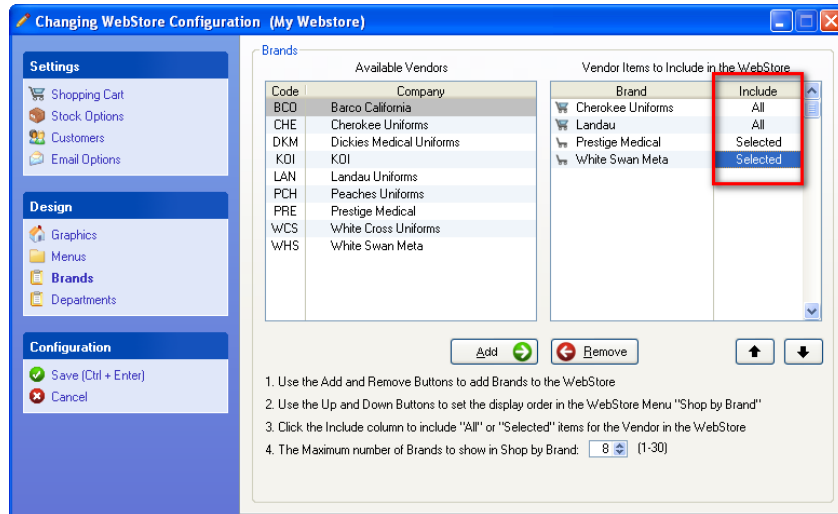 Changing WebStore Configuration (My Webstore)
Settings
Shopping Cart
Stock Options
Customers
Email Options
Design
Graphics
Menus
Brands
Departments
Configuration
Save (Ctrl + Enter)
Cancel
Brands
Available Vendors
Code Company
BCO Barco California
CHE Cherokee Uniforms
DKM Dickies Medical Uniforms
KOI KOI
LAN Landau Uniforms
PCH Peaches Uniforms
PRE Prestige Medical
WCS White Cross Uniforms
WHS White Swan Meta
Vendor Items to Include in the WebStore
Brand Include
Cherokee Uniforms All
Landau All
Prestige Medical Selected
White Swan Meta Selected
Add
Remove
1. Use the Add and Remove Buttons to add Brands to the WebStore
2. Use the Up and Down Buttons to set the display order in the WebStore Menu "Shop by Brand"
3. Click the Include column to include "All" or "Selected" items for the Vendor in the WebStore
4. The Maximum number of Brands to show in Shop by Brand: 8 (1-30)